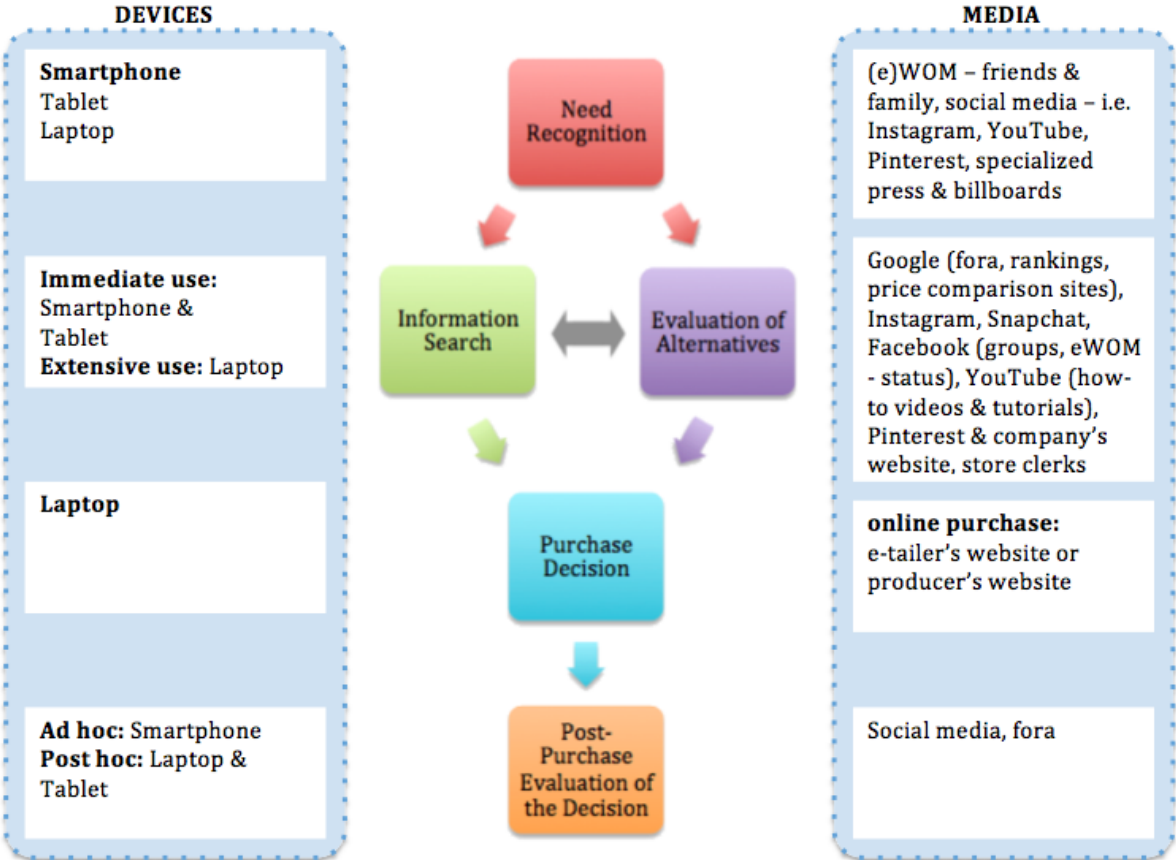 DEVICES
Smartphone
Tablet
Laptop
Immediate use:
Smartphone &
Tablet
Extensive use: Laptop
Laptop
Ad hoc: Smartphone
Post hoc: Laptop &
Tablet
Need
Recognition
Information
Search
Evaluation of
Alternatives
Purchase
Decision
Post-
Purchase
Evaluation of
the Decision
MEDIA
(e)WOM – friends &
family, social media – i.e.
Instagram, YouTube,
Pinterest, specialized
press & billboards
Google (fora, rankings,
price comparison sites),
Instagram, Snapchat,
Facebook (groups, eWOM
- status), YouTube (how-
to videos & tutorials),
Pinterest & company’s
website, store clerks
online purchase:
e-tailer’s website or
producer’s website
Social media, fora